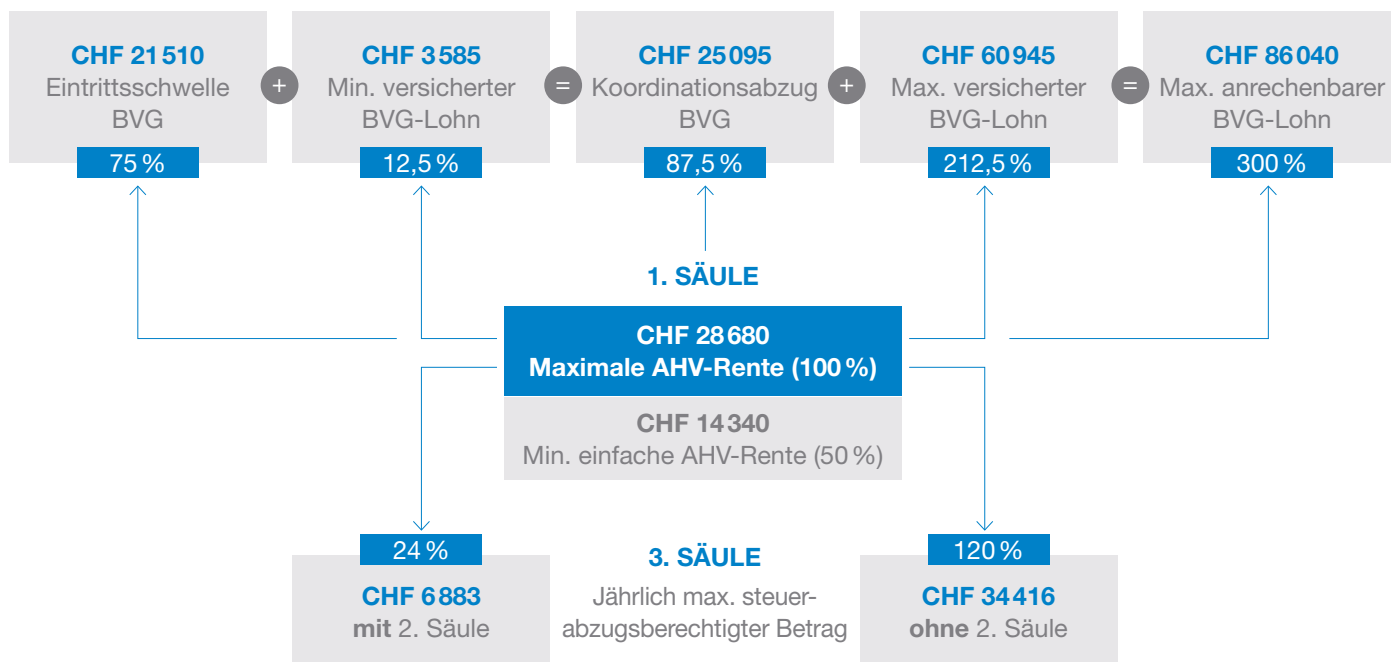 CHF 21 510
Eintrittsschwelle
BVG
75 %
+
CHF 3 585
Min. versicherter
BVG-Lohn
12,5 %
=
CHF 25 095
Koordinationsabzug
BVG
87,5 %
+
CHF 60 945
Max. versicherter
BVG-Lohn
212,5 %
=
CHF 86 040
Max. anrechenbarer
BVG-Lohn
300 %
1. SÄULE
CHF 28 680
Maximale AHV-Rente (100 %)
CHF 14 340
Min. einfache AHV-Rente (50 %)
24 %
CHF 6 883
mit 2. Säule
3. SÄULE
Jährlich max. steuer-
abzugsberechtigter Betrag
120 %
CHF 34 416
ohne 2. Säule